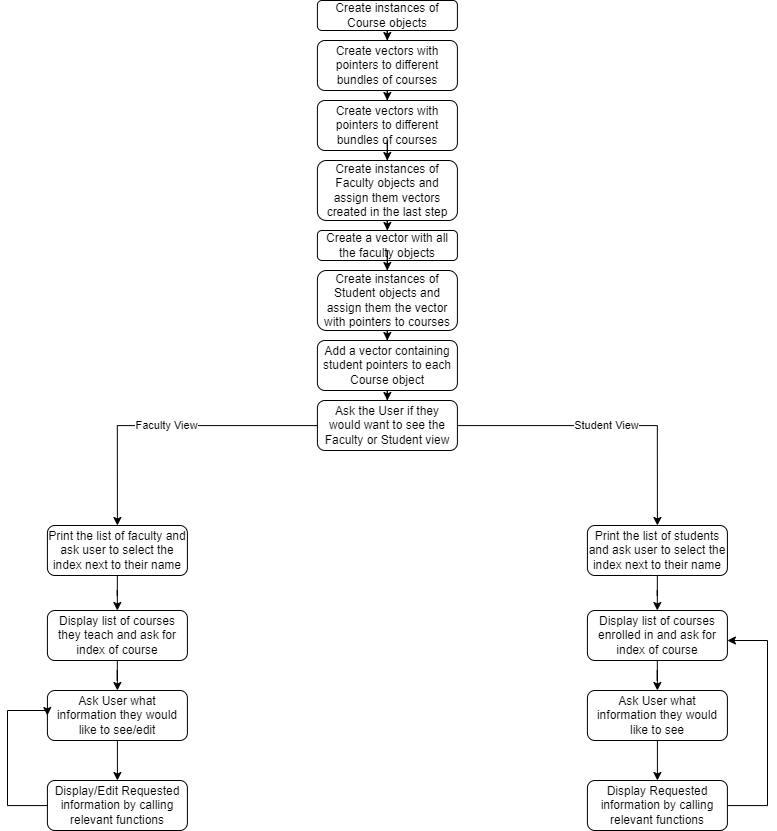 Create instances of
Course objects
Create vectors with
pointers to different
bundles of courses
Create vectors with
pointers to different
bundles of courses
Create instances of
Faculty objects and
assign them vectors
created in the last step
Create a vector with all
the faculty objects
Create instances of
Student objects and
assign them the vector
with pointers to courses
Add a vector containing
student pointers to each
Course object
Ask the User if they
would want to see the
Faculty or Student view
Faculty View
Student View
Print the list of faculty and
ask user to select the
index next to their name
Display list of courses
they teach and ask for
index of course
Ask User what
information they would
like to see/edit
Display/Edit Requested
information by calling
relevant functions
Print the list of students
and ask user to select the
index next to their name
Display list of courses
enrolled in and ask for
index of course
Ask User what
information they would
like to see
Display Requested
information by calling
relevant functions